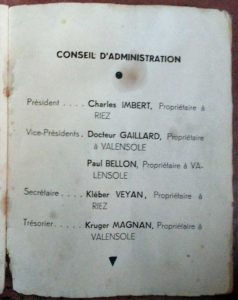 CONSEIL D'ADMINISTRATION
Président .... Charles IMBERT, Propriétaire à
RIEZ
Vice-Présidents. Docteur GAILLARD, Propriétaire
à VALENSOLE
Paul BELLON, Propriétaire à VA-
LENSOLE
Secrétaire.... Kléber VEYAN, Propriétaire à
RIEZ
Trésorier.... Kruger MAGNAN, Propriétaire à
VALENSOLE